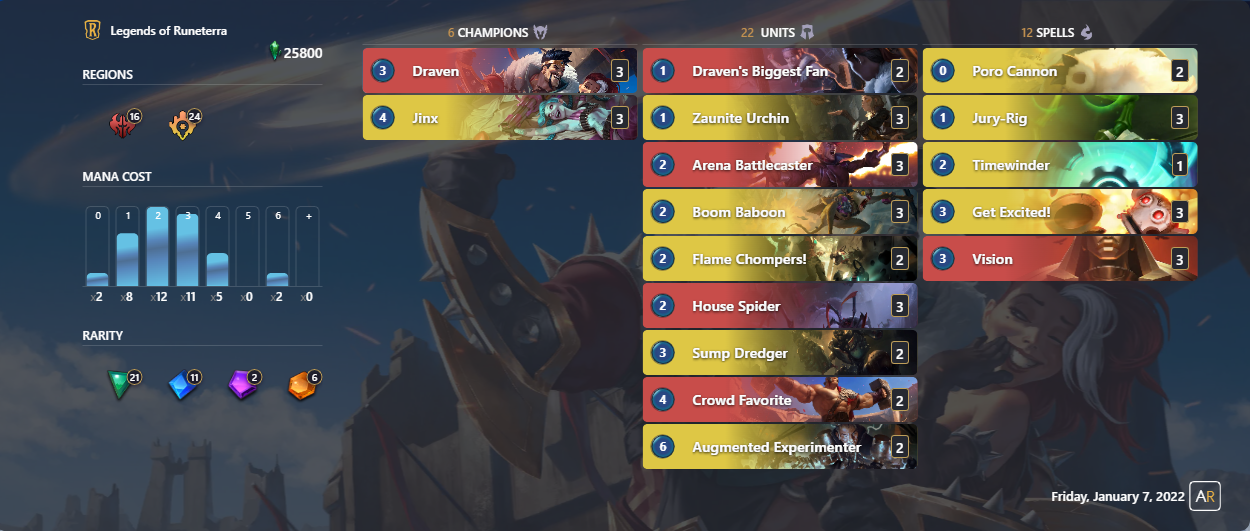 Legends of Runeterra
25800
REGIONS
16
24
MANA COST
0 1 2 3 4 5 6 +
x2 x8 x12 x11 x5 x0 x2 x0
RARITY
21
11
2
6
6 CHAMPIONS
3 Draven 3
4 Jinx 3
22 UNITS
1 Draven's Biggest Fan 2
1 Zaunite Urchin 3
2 Arena Battlecaster 3
2 Boom Baboon 3
2 Flame Chompers! 2
2 House Spider 3
3 Sump Dredger 2
4 Crowd Favorite 2
6 Augmented Experimenter 2
12 SPELLS
0 Poro Cannon 2
1 Jury-Rig 3
2 Timewinder 1
3 Get Excited! 3
3 Vision 3
Friday, January 7, 2022 AR